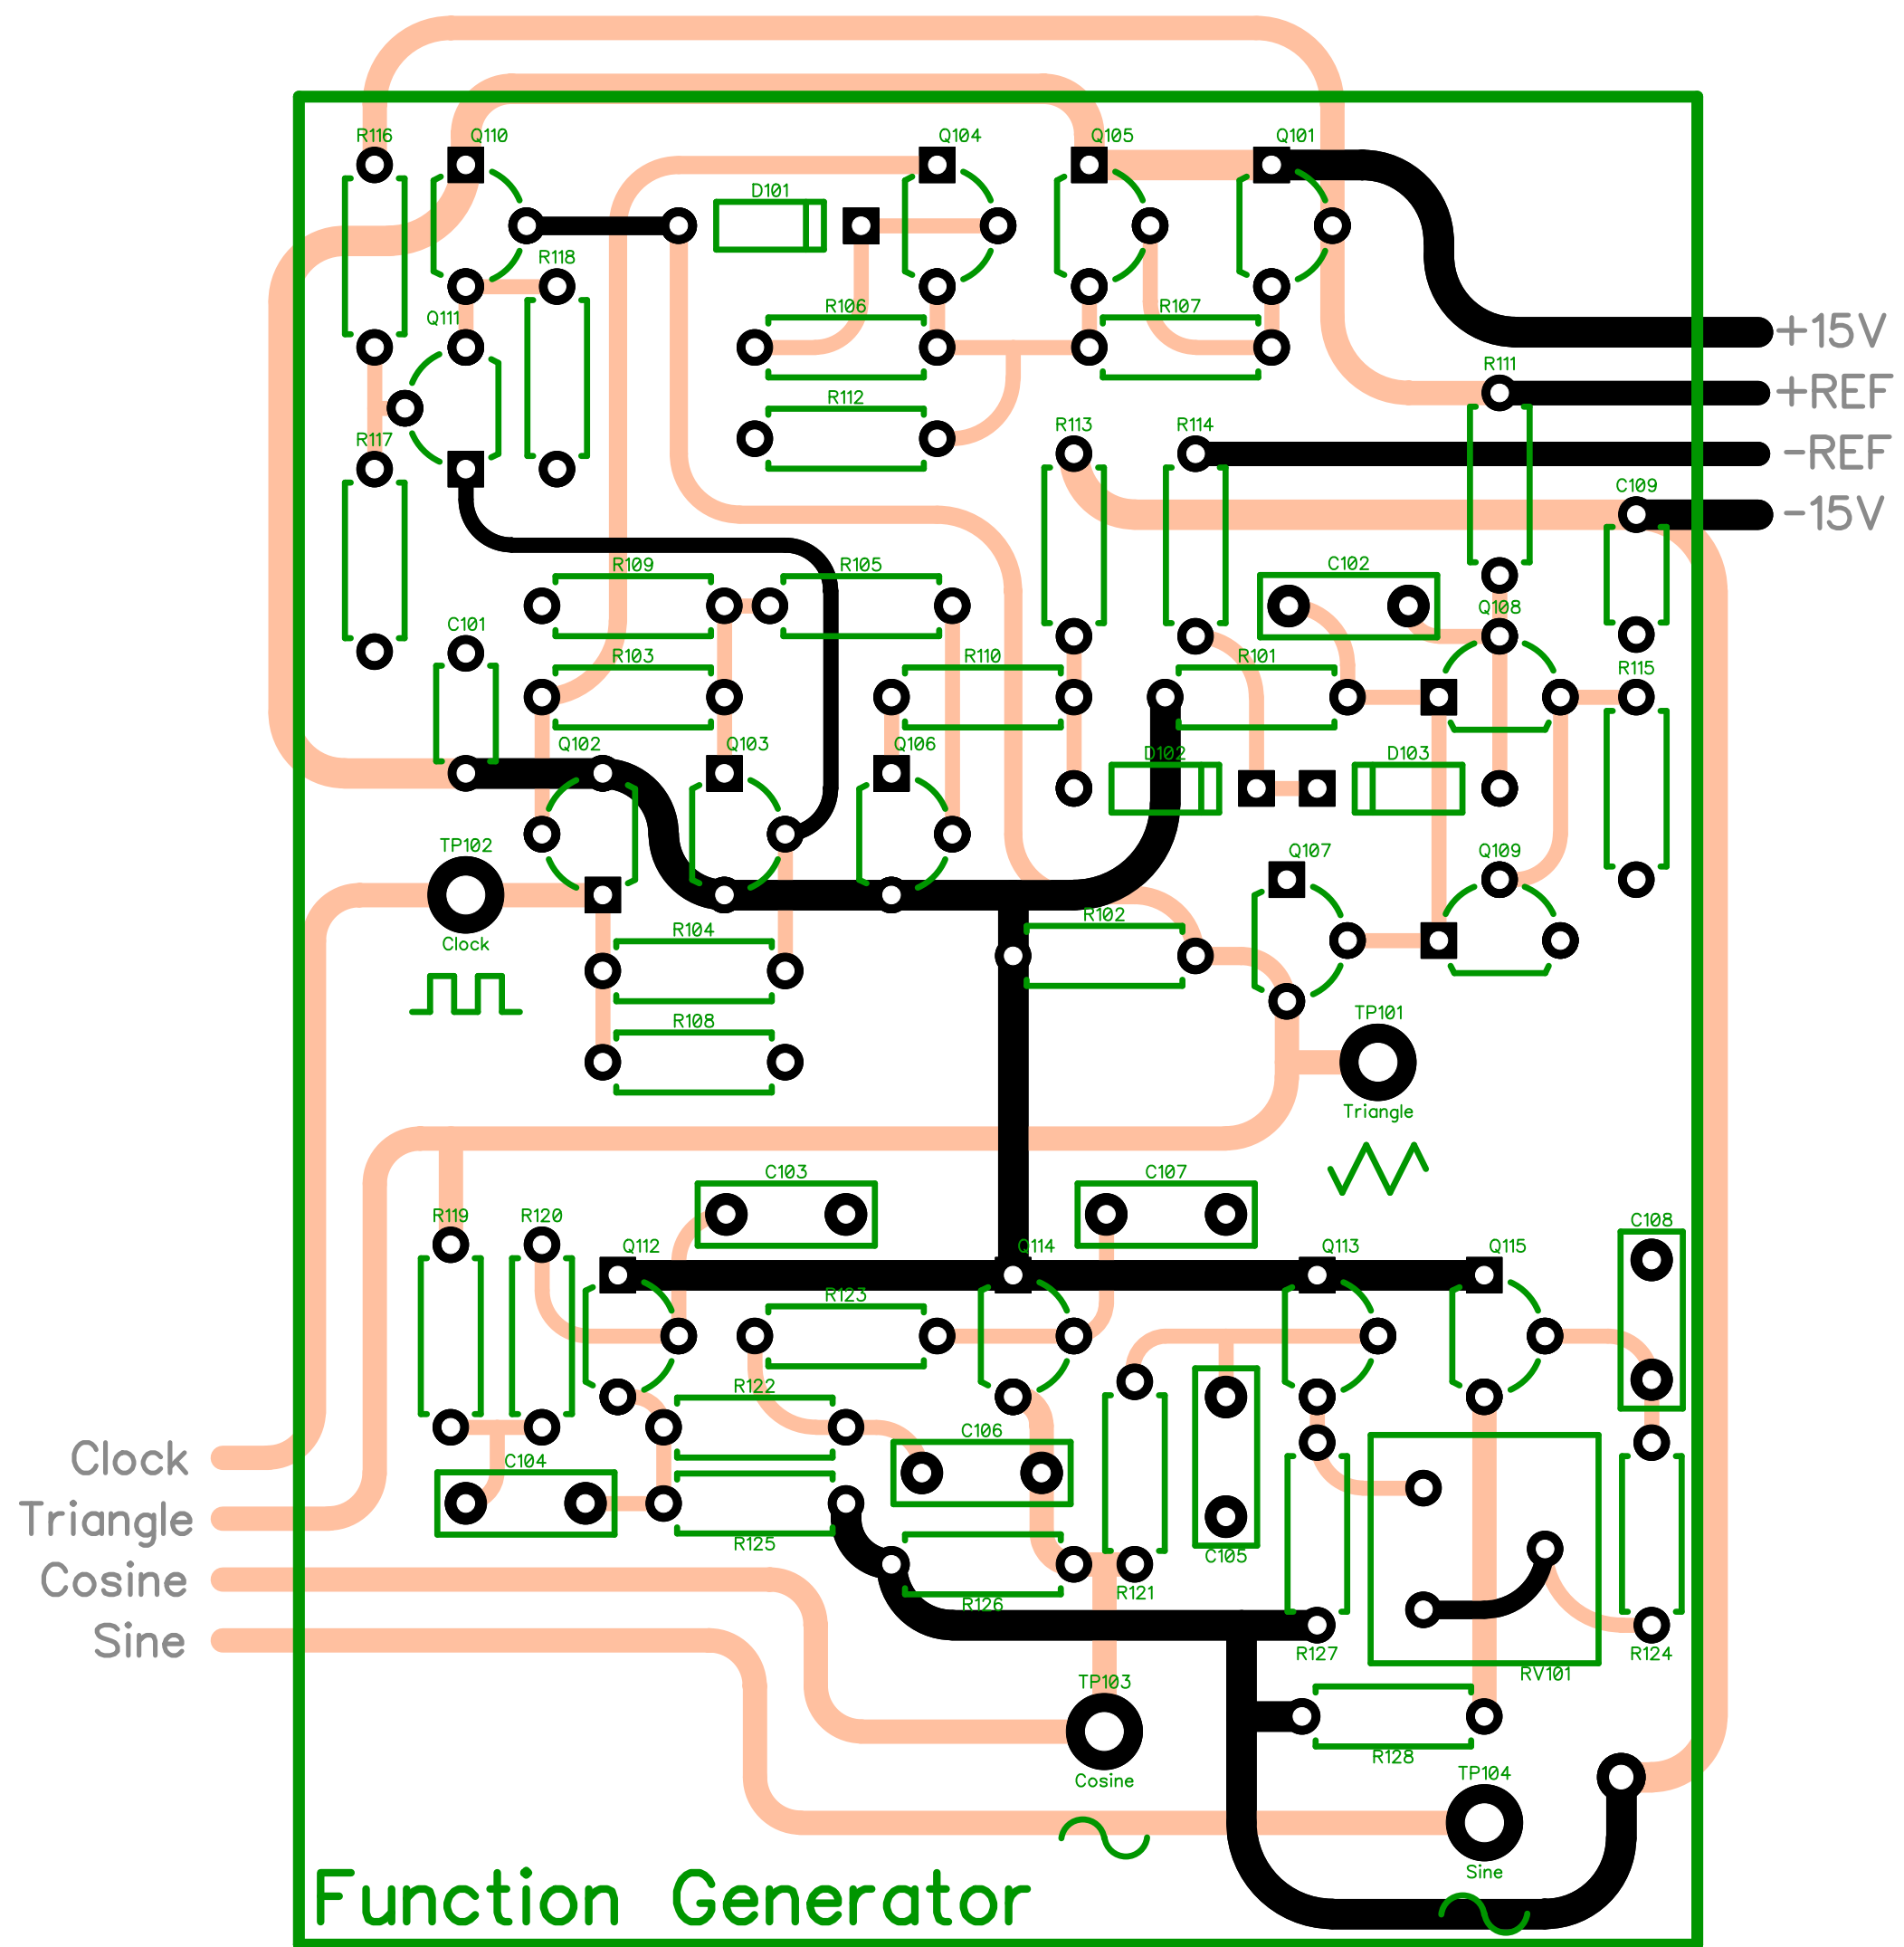 R116
Q110
Q104
Q105
Q101
D101
R118
R106
R107
Q111
+15V
R111
+REF
R112
R117
R113
R114
-REF
C109
-15V
R109
R105
C102
Q108
C101
R103
R110
R101
R115
Q102
Q103
Q106
D102
D103
TP102
Q107
Q109
R104
R102
Clock
R108
TP101
Triangle
C103
C107
R119
R120
C108
Q112
Q114
Q113
Q115
R123
R122
C106
Clock
C104
Triangle
R125
C105
Cosine
R121
R126
Sine
R127
R124
RV101
TP103
R128
Cosine
TP104
Sine
Function Generator